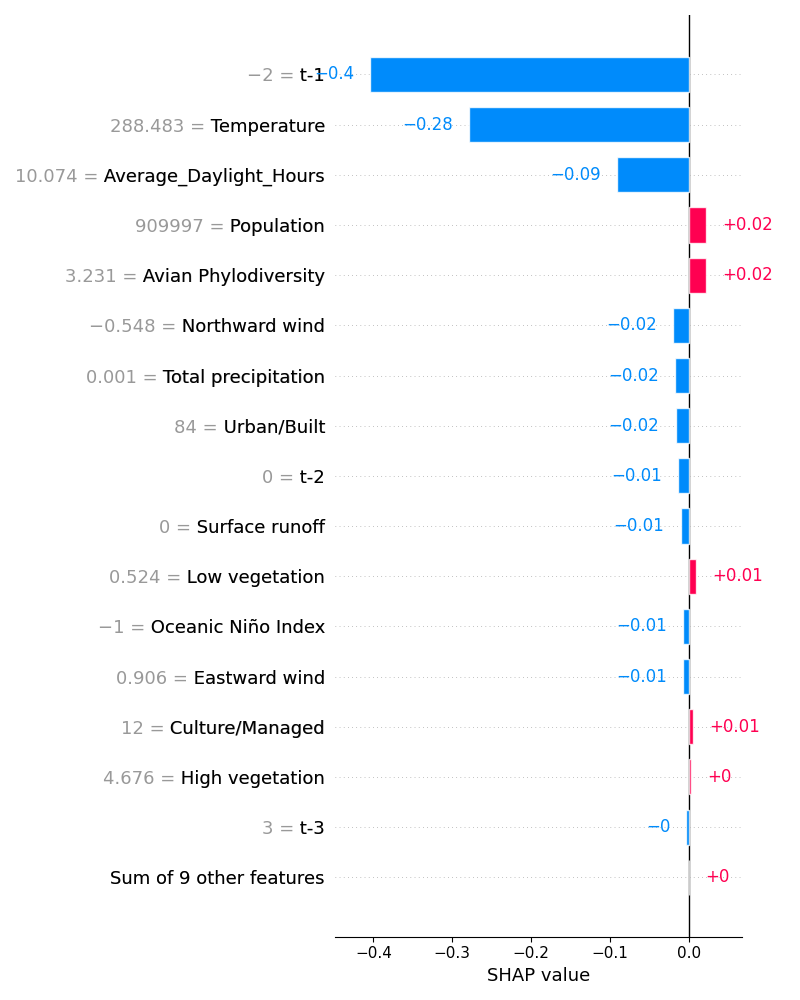 −2 = t-1 −0.4
288.483 = Temperature −0.28
10.074 = Average_Daylight_Hours −0.09
909997 = Population +0.02
3.231 = Avian Phylodiversity +0.02
−0.548 = Northward wind −0.02
0.001 = Total precipitation −0.02
84 = Urban/Built −0.02
0 = t-2 −0.01
0 = Surface runoff −0.01
0.524 = Low vegetation +0.01
−1 = Oceanic Niño Index −0.01
0.906 = Eastward wind −0.01
12 = Culture/Managed +0.01
4.676 = High vegetation +0
3 = t-3 −0
Sum of 9 other features +0
−0.4 −0.3 −0.2 −0.1 0.0
SHAP value